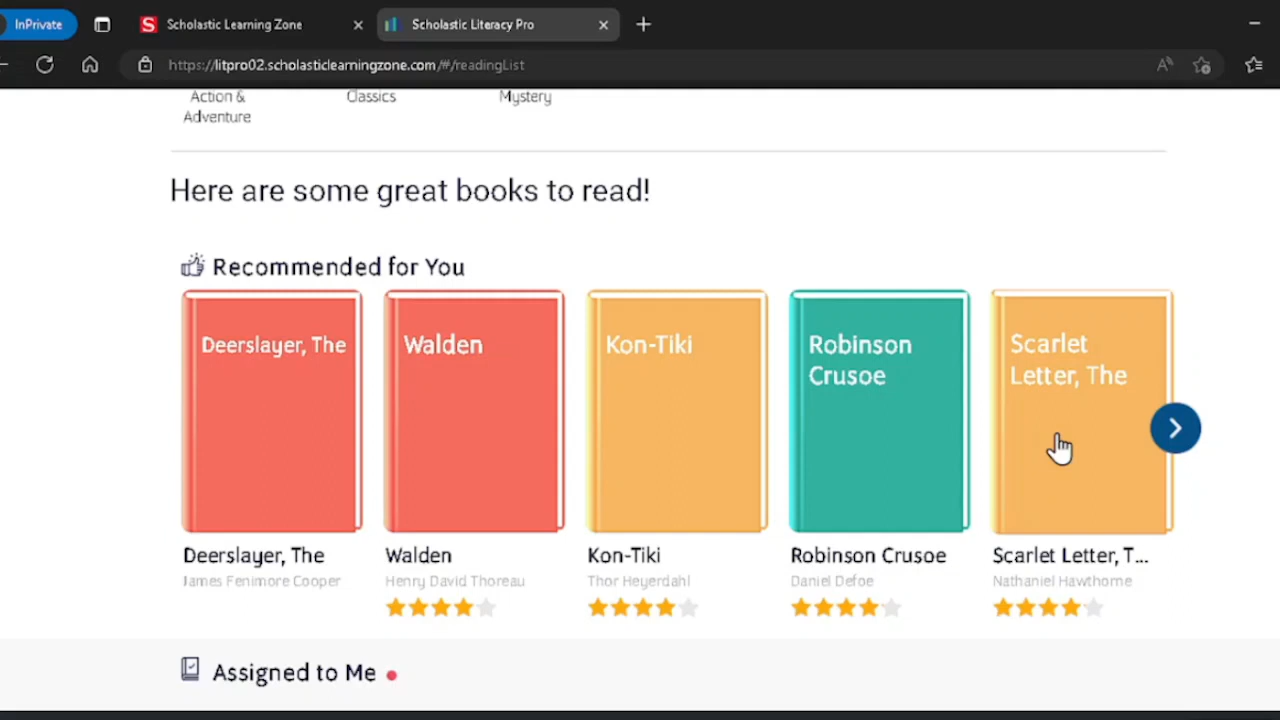 InPrivate
Scholastic Learning Zone
Scholastic Literacy Pro
https://litpro02.scholasticlearningzone.com/#/readingList
Action &
Adventure
Classics
Mystery
Here are some great books to read!
Recommended for You
Deerslayer, The
Walden
Kon-Tiki
Robinson
Crusoe
Scarlet
Letter, The
Deerslayer, The
Walden
Kon-Tiki
Robinson Crusoe
Scarlet Letter, T...
James Fenimore Cooper
Henry David Thoreau
Thor Heyerdahl
Daniel Defoe
Nathaniel Hawthorne
Assigned to Me